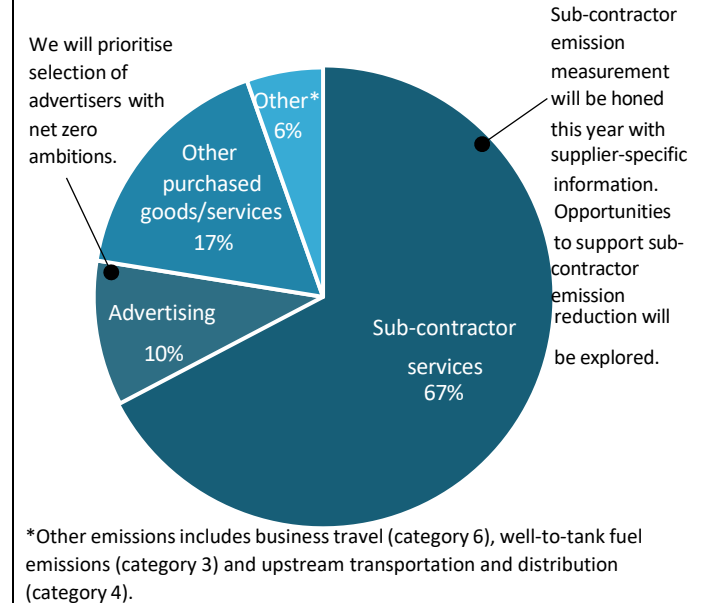 We will prioritise
selection of
advertisers with
net zero
ambitions.
Sub-contractor
emission
measurement
will be honed
this year with
supplier-specific
information.
Opportunities
to support sub-
contractor
emission
reduction will
be explored.
Other*
6%
Other
purchased
goods/services
17%
Advertising
10%
Sub-contractor
services
67%
*Other emissions includes business travel (category 6), well-to-tank fuel
emissions (category 3) and upstream transportation and distribution
(category 4).